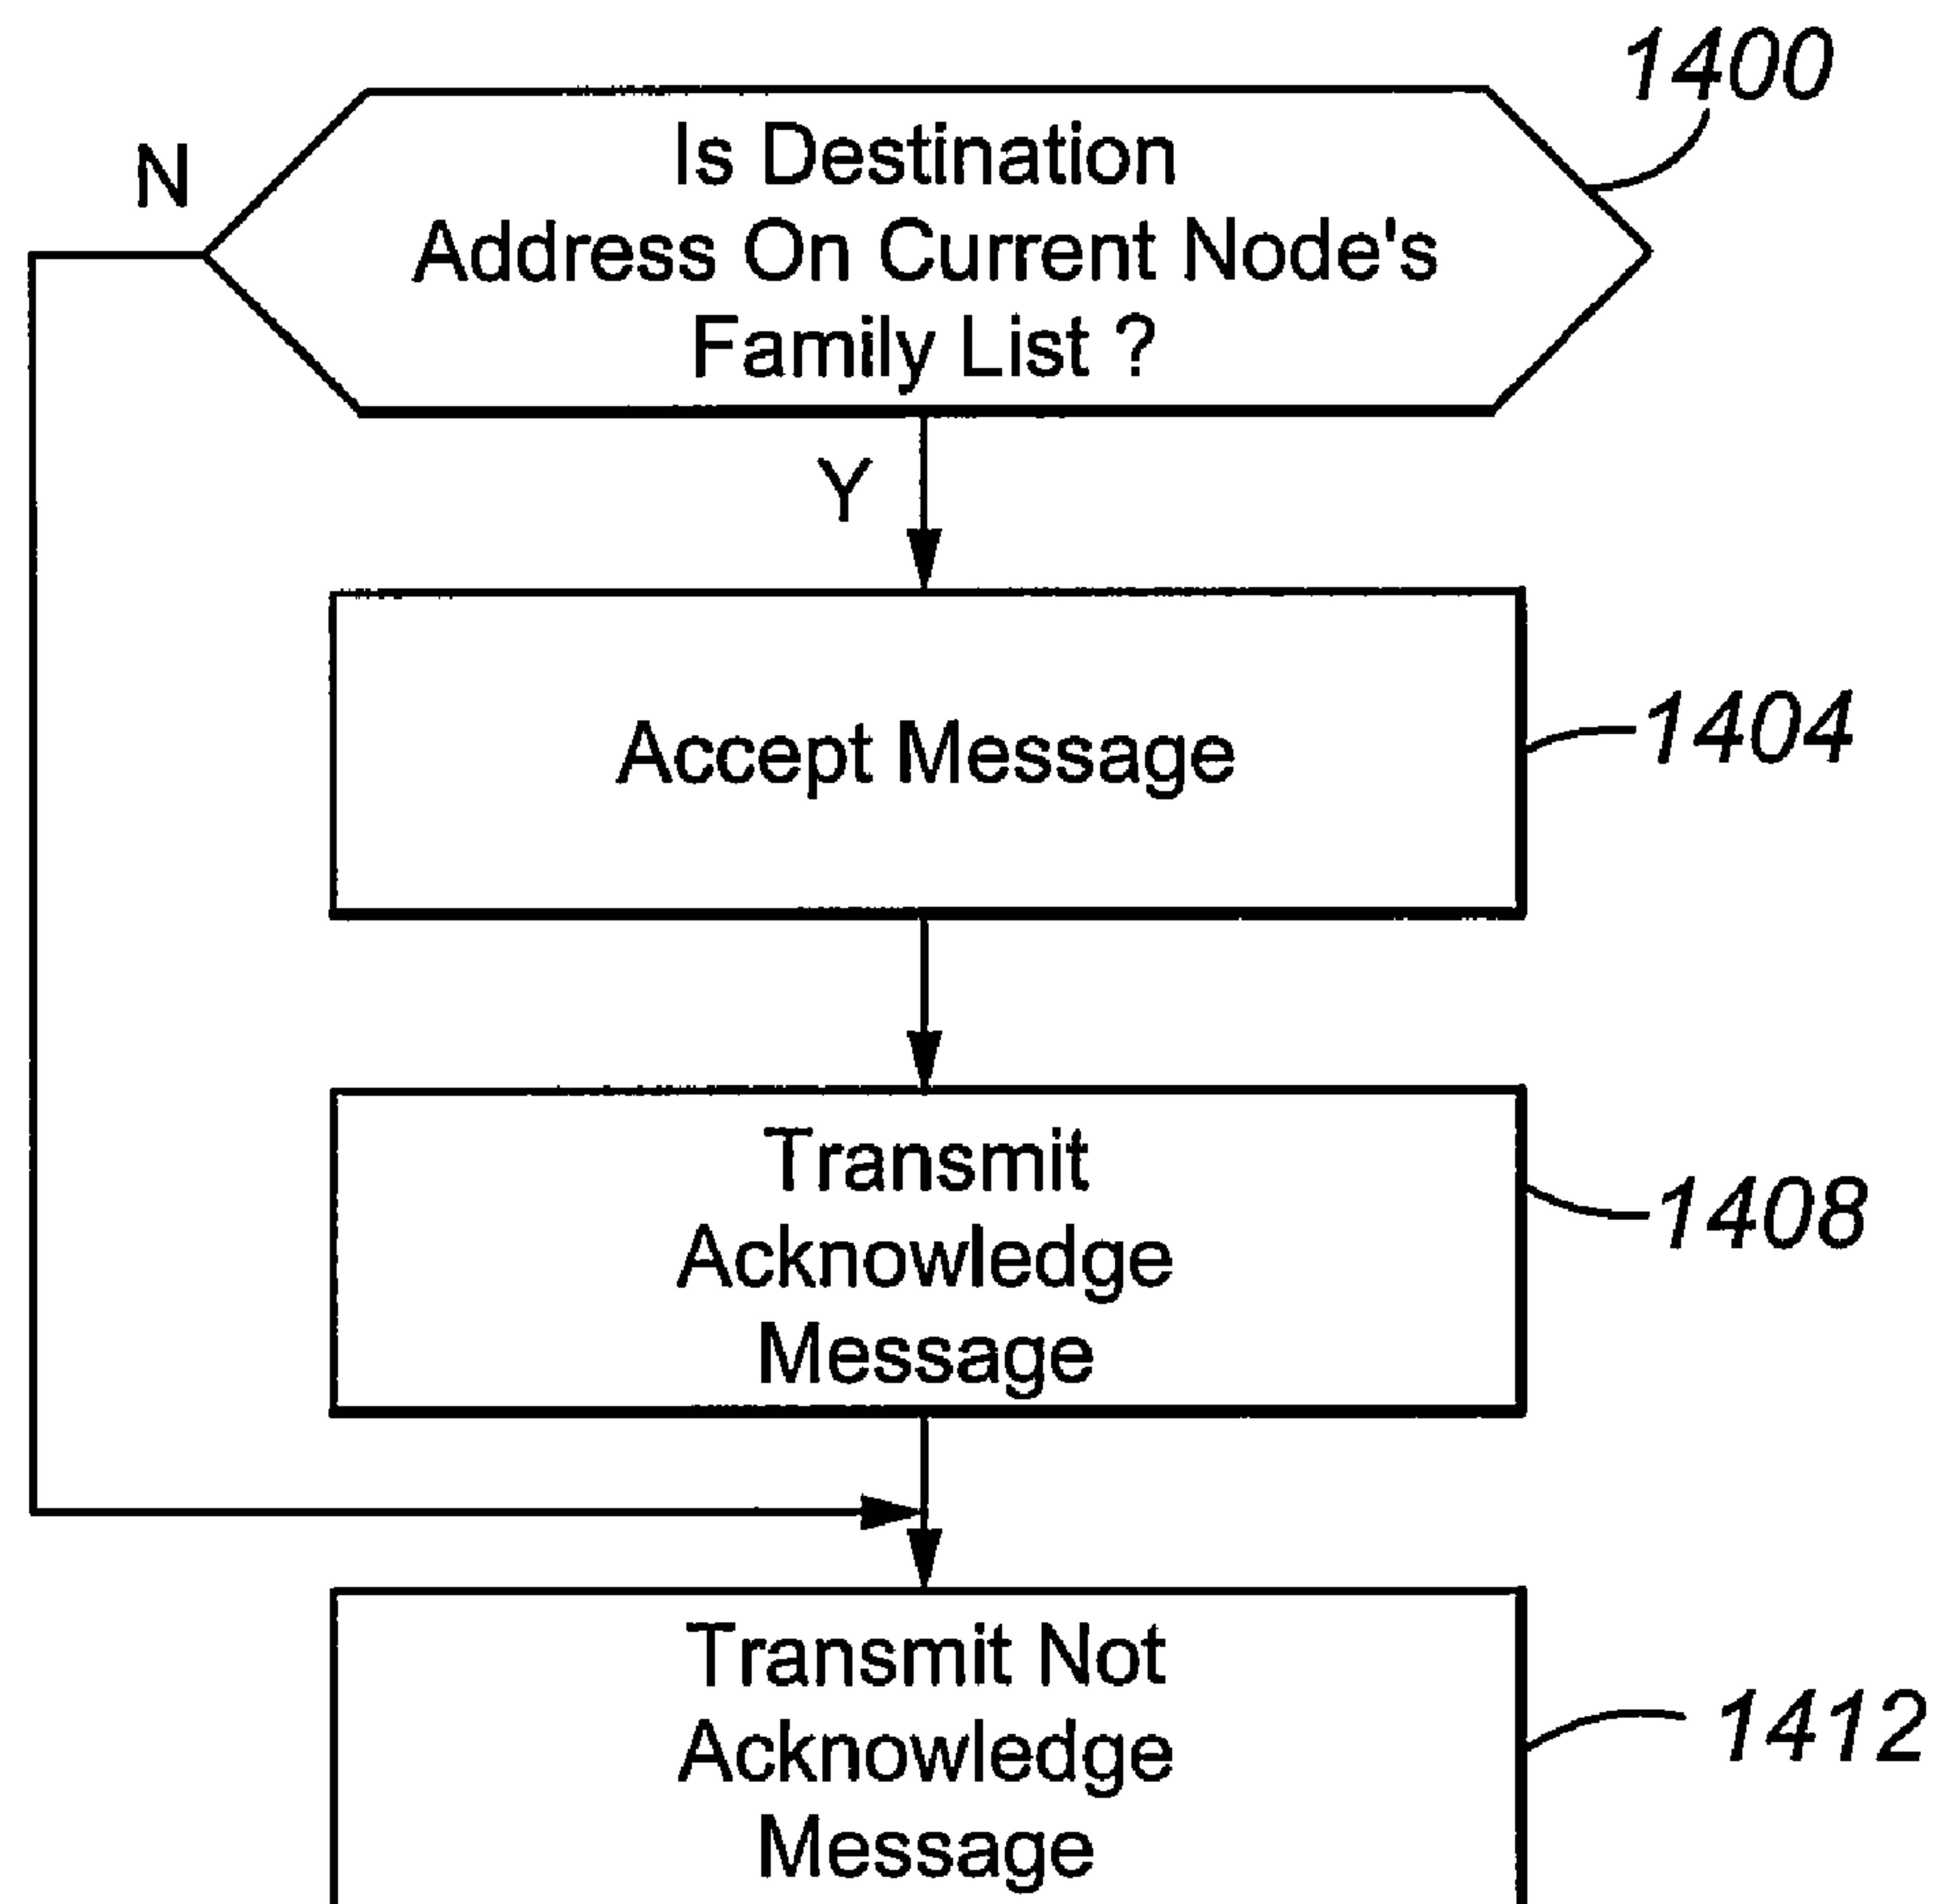 1400
N
Is Destination
Address On Current Node's
Family List ?
Y
Accept Message
1404
Transmit
Acknowledge
Message
1408
Transmit Not
Acknowledge
Message
1412